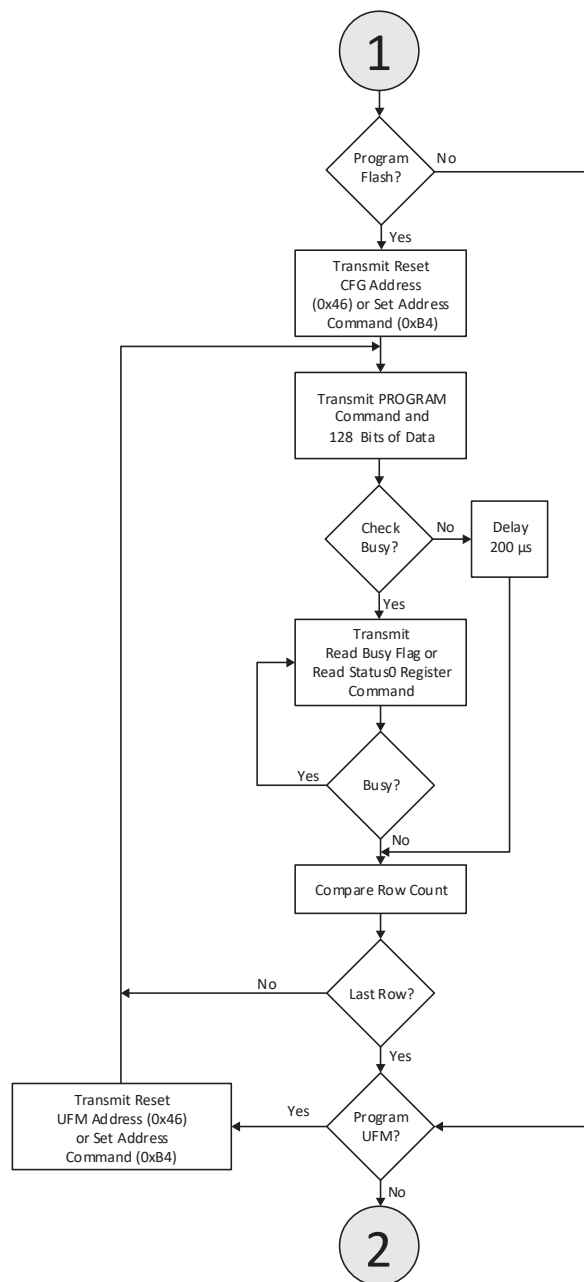 1
Program
Flash?
No
Yes
Transmit Reset
CFG Address
(0x46) or Set Address
Command (0xB4)
Transmit PROGRAM
Command and
128 Bits of Data
Check
Busy?
No
Delay
200 µs
Yes
Transmit
Read Busy Flag or
Read Status0 Register
Command
Yes
Busy?
No
Compare Row Count
No
Last Row?
Yes
Transmit Reset
UFM Address (0x46)
or Set Address
Command (0xB4)
Yes
Program
UFM?
No
2